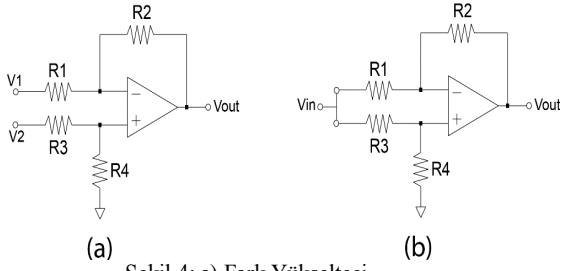 R2
R2
V1
R1
R1
Vout
Vin
Vout
V2
R3
R3
R4
R4
(a)
(b)
Şekil 4: a) Fark Yükselteci